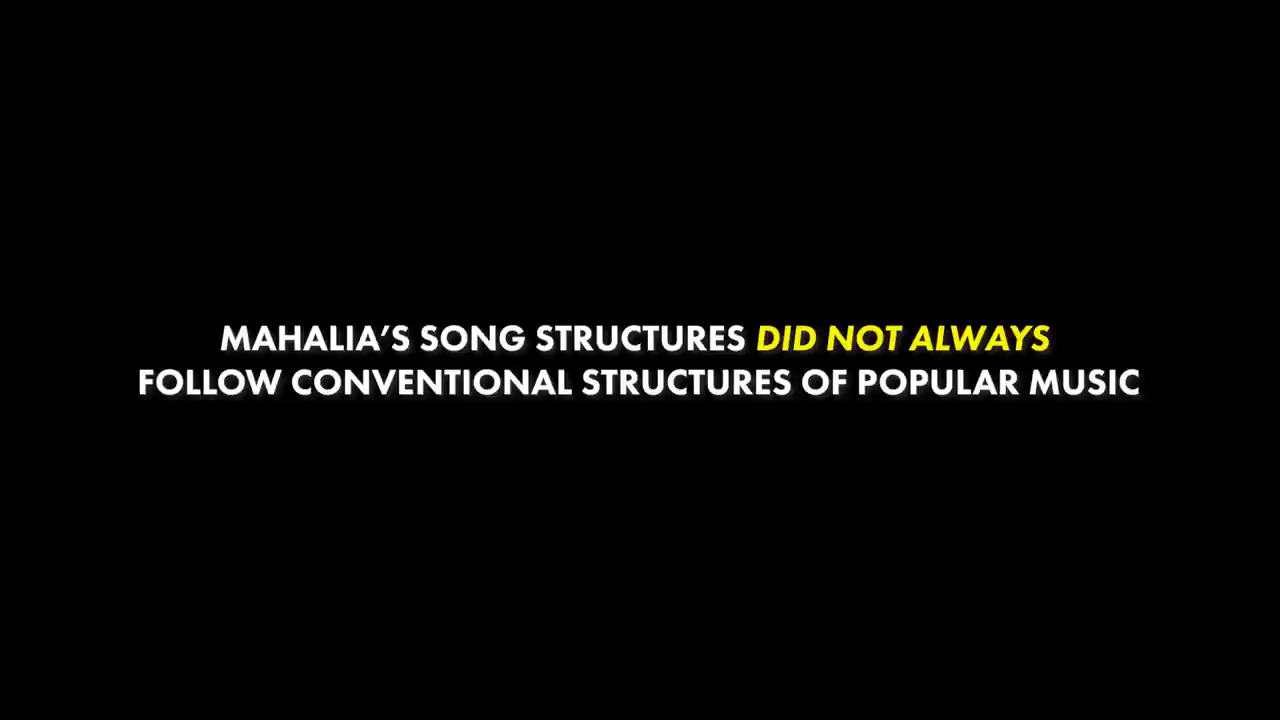 MAHALIA’S SONG STRUCTURES DID NOT ALWAYS
FOLLOW CONVENTIONAL STRUCTURES OF POPULAR MUSIC